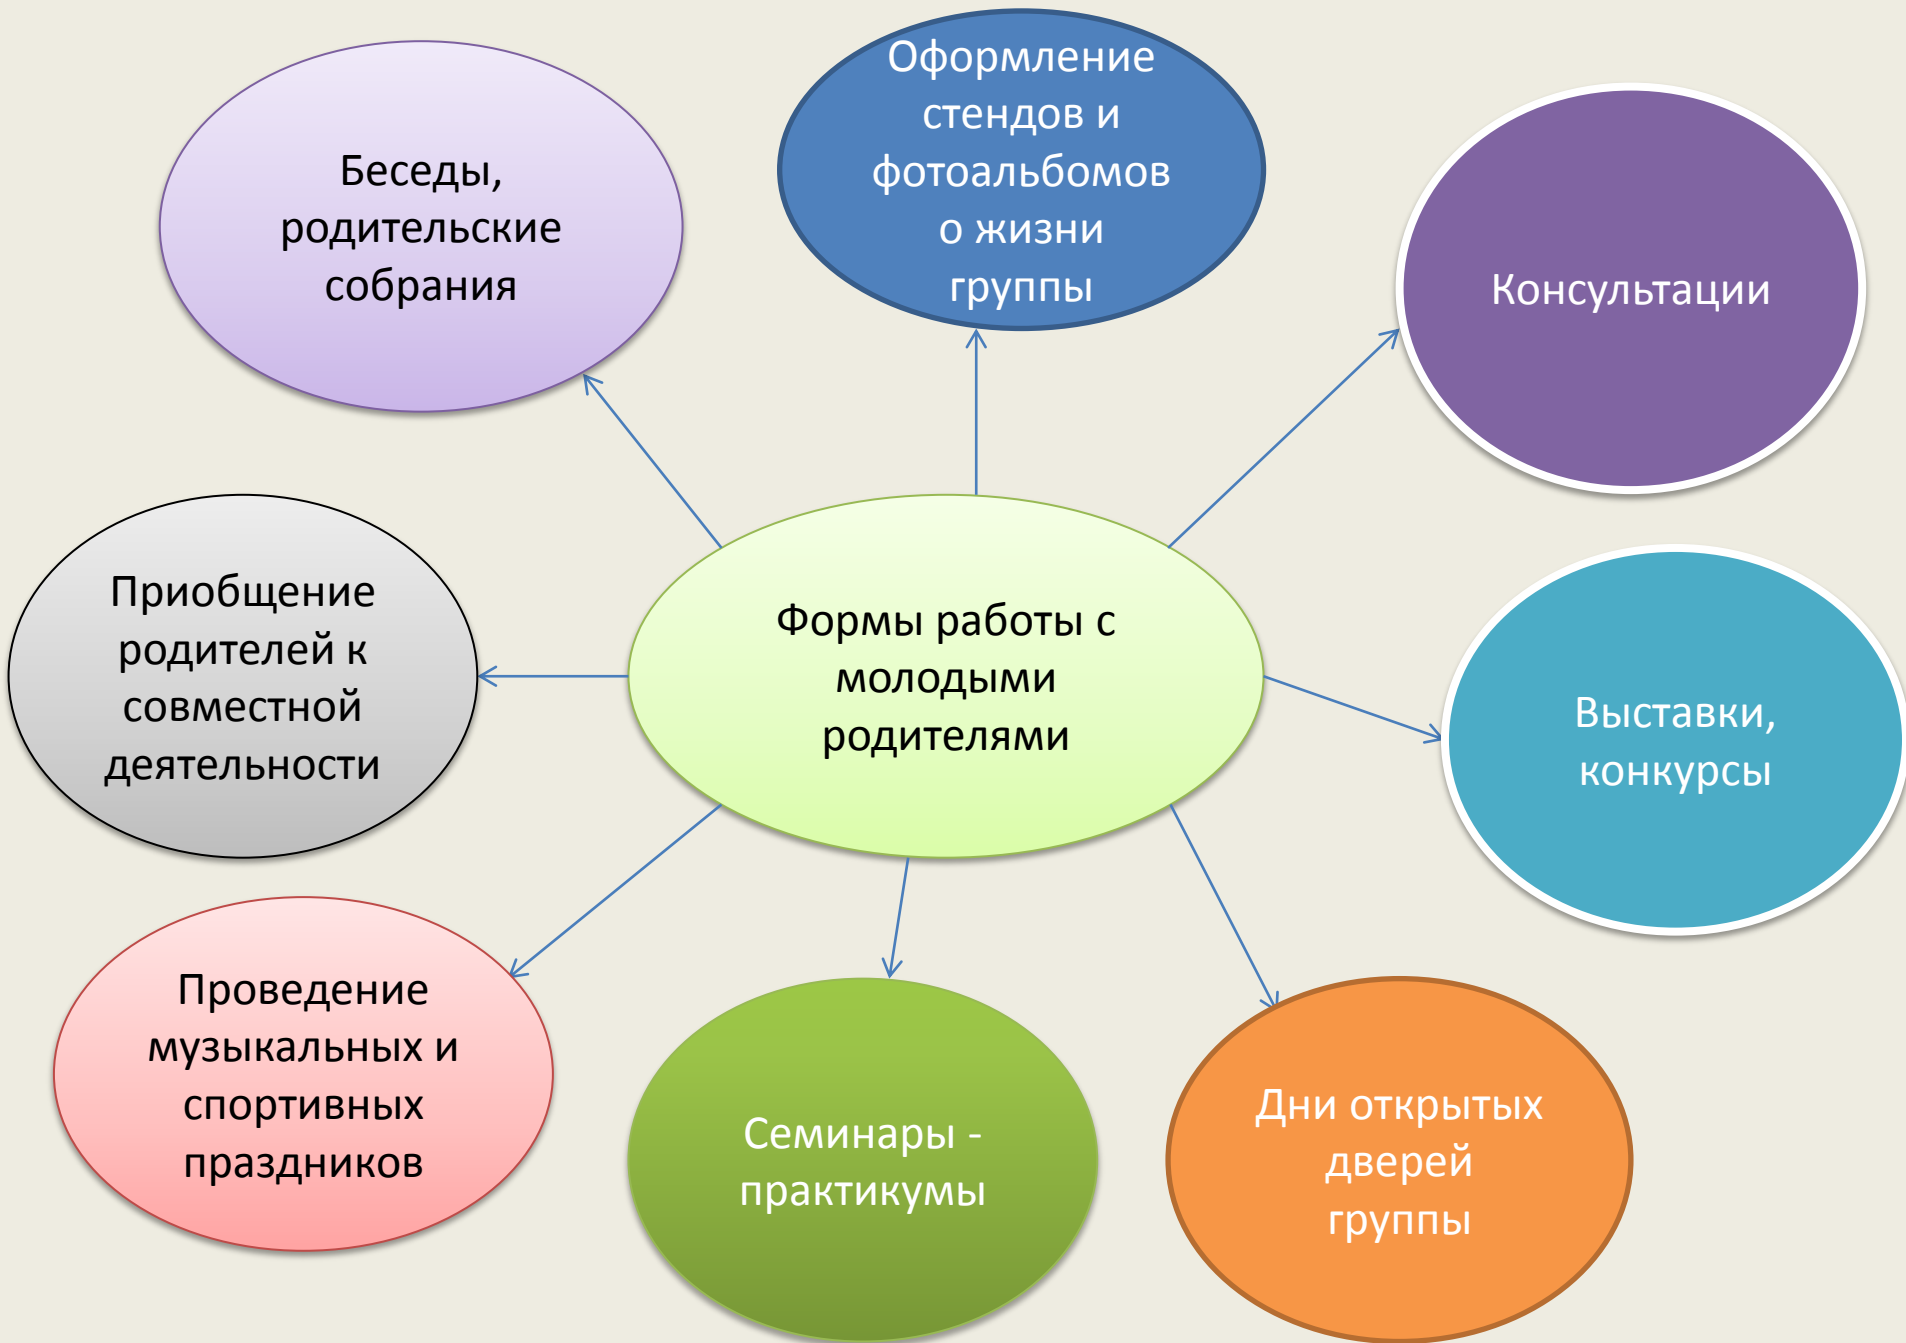 Оформление
стендов и
фотоальбомов
о жизни
группы
Беседы,
родительские
собрания
Консультации
Приобщение
родителей к
совместной
деятельности
Формы работы с
молодыми
родителями
Выставки,
конкурсы
Проведение
музыкальных и
спортивных
праздников
Семинары -
практикумы
Дни открытых
дверей
группы